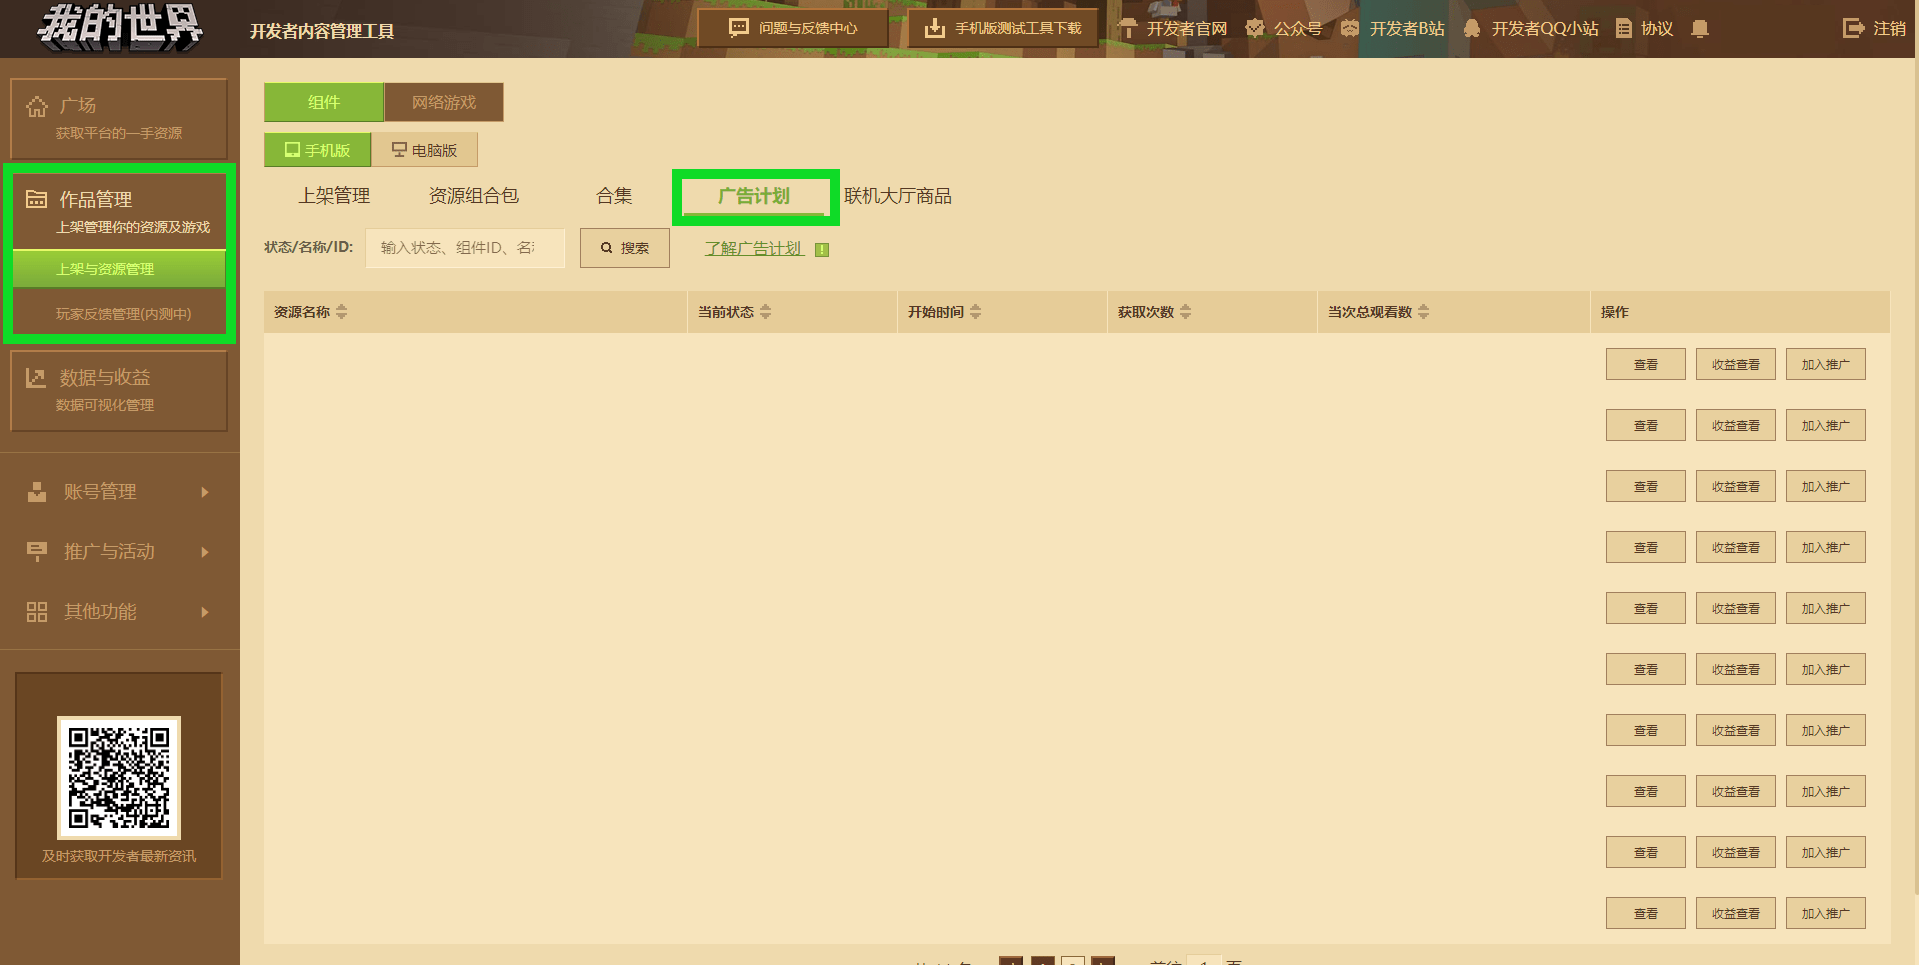 我的世界
开发者内容管理工具
问题与反馈中心
手机版测试工具下载
开发者官网
公众号
开发者B站
开发者QQ小站
协议
注销
广场
获取平台的一手资源
作品管理
上架管理你的资源及游戏
上架与资源管理
玩家反馈管理(内测中)
数据与收益
数据可视化管理
账号管理
推广与活动
其他功能
及时获取开发者最新资讯
组件
网络游戏
手机版
电脑版
上架管理
资源组合包
合集
广告计划
联机大厅商品
状态/名称/ID:
输入状态、组件ID、名
搜索
了解广告计划
资源名称
当前状态
开始时间
获取次数
当次总观看数
操作
查看 收益查看 加入推广
查看 收益查看 加入推广
查看 收益查看 加入推广
查看 收益查看 加入推广
查看 收益查看 加入推广
查看 收益查看 加入推广
查看 收益查看 加入推广
查看 收益查看 加入推广
查看 收益查看 加入推广
查看 收益查看 加入推广